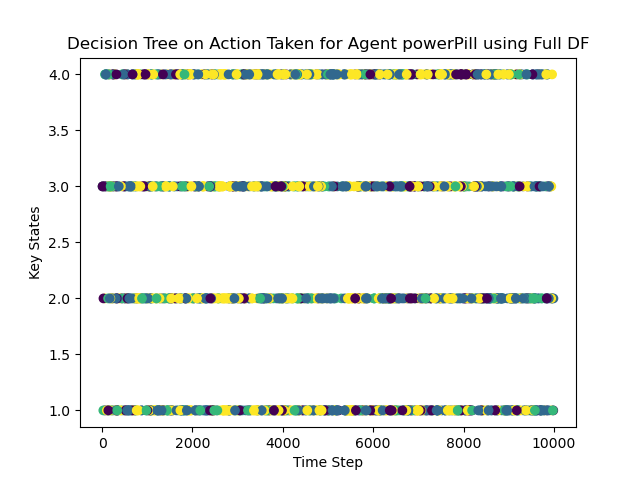 Decision Tree on Action Taken for Agent powerPill using Full DF
4.0
3.5
3.0
2.5
2.0
1.5
1.0
Key States
0 2000 4000 6000 8000 10000
Time Step